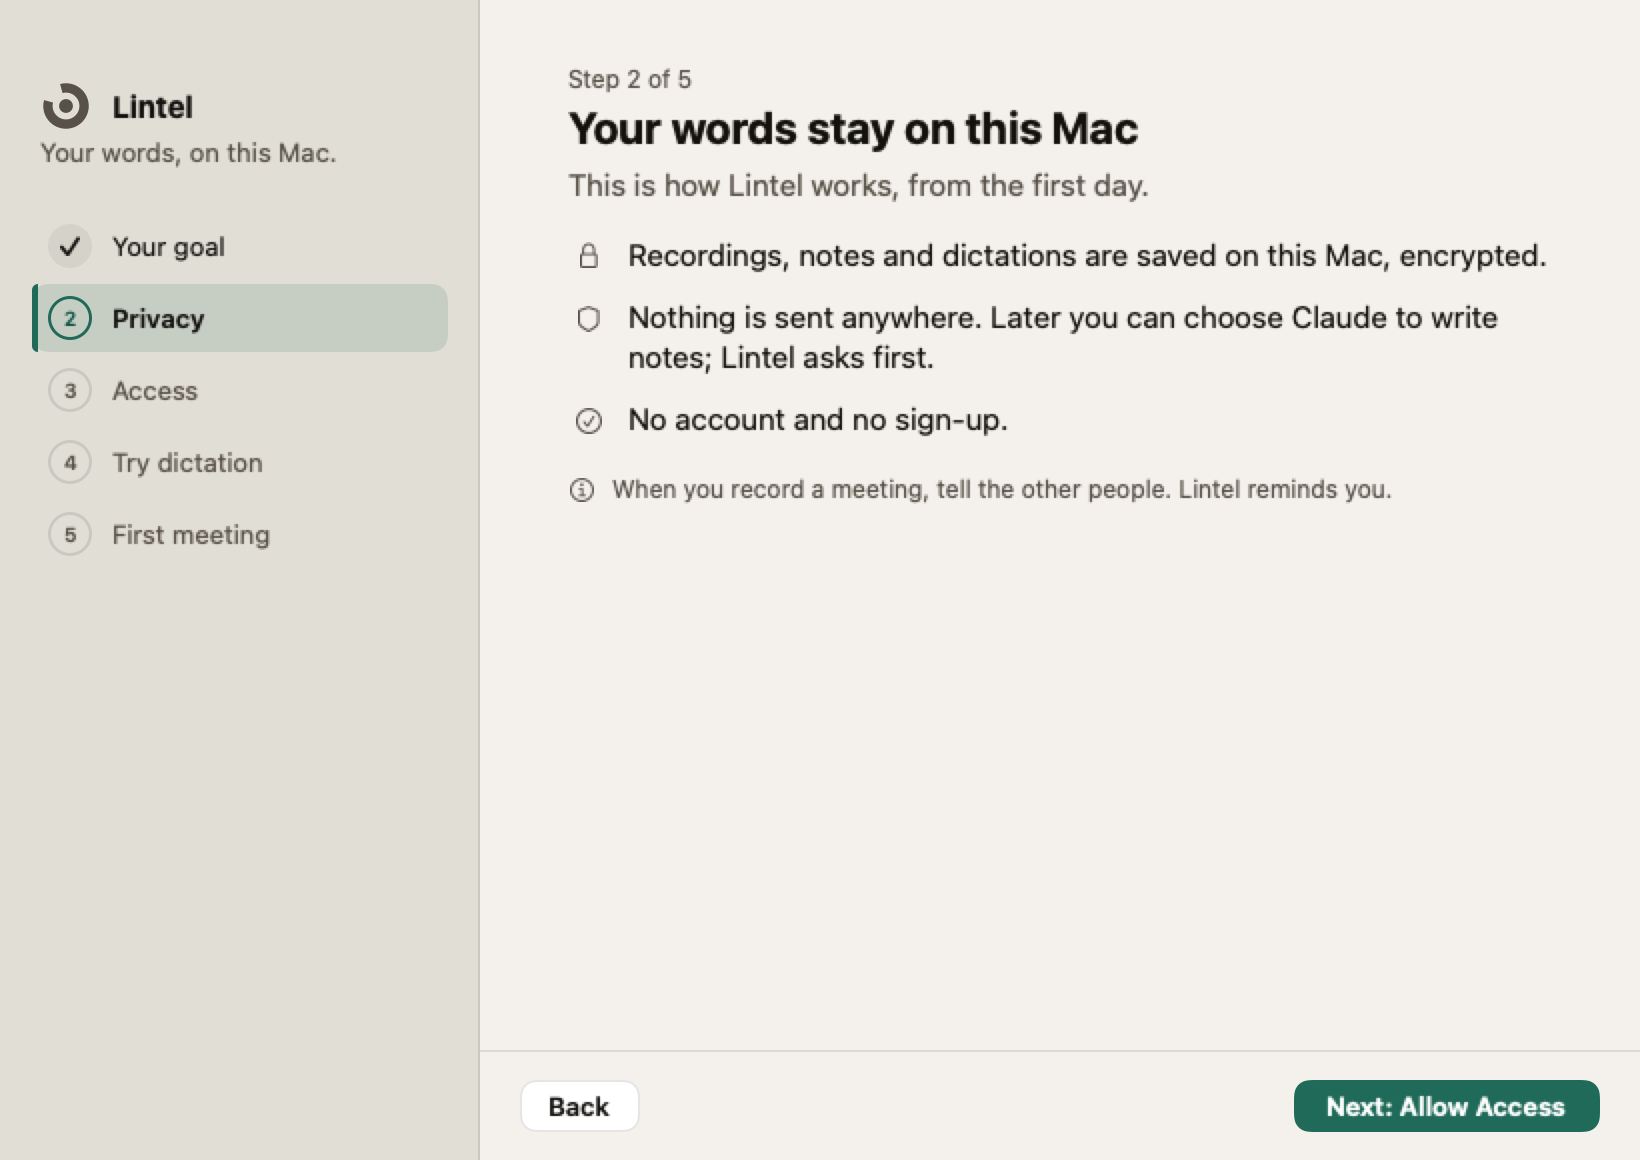 Lintel
Your words, on this Mac.
Your goal
2 Privacy
3 Access
4 Try dictation
5 First meeting
Step 2 of 5
Your words stay on this Mac
This is how Lintel works, from the first day.
Recordings, notes and dictations are saved on this Mac, encrypted.
Nothing is sent anywhere. Later you can choose Claude to write
notes; Lintel asks first.
No account and no sign-up.
When you record a meeting, tell the other people. Lintel reminds you.
Back
Next: Allow Access